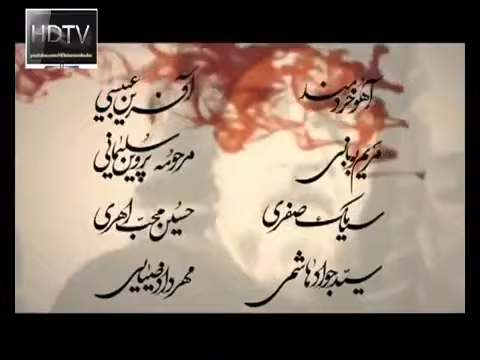 HDTV
آهو خردمند آفرین عبیسی
مریم بوبانی مرحومه پروین سلیمانی
سیامک صفری حسین محب اهری
سید جواد هاشمی مهرداد ضیایی